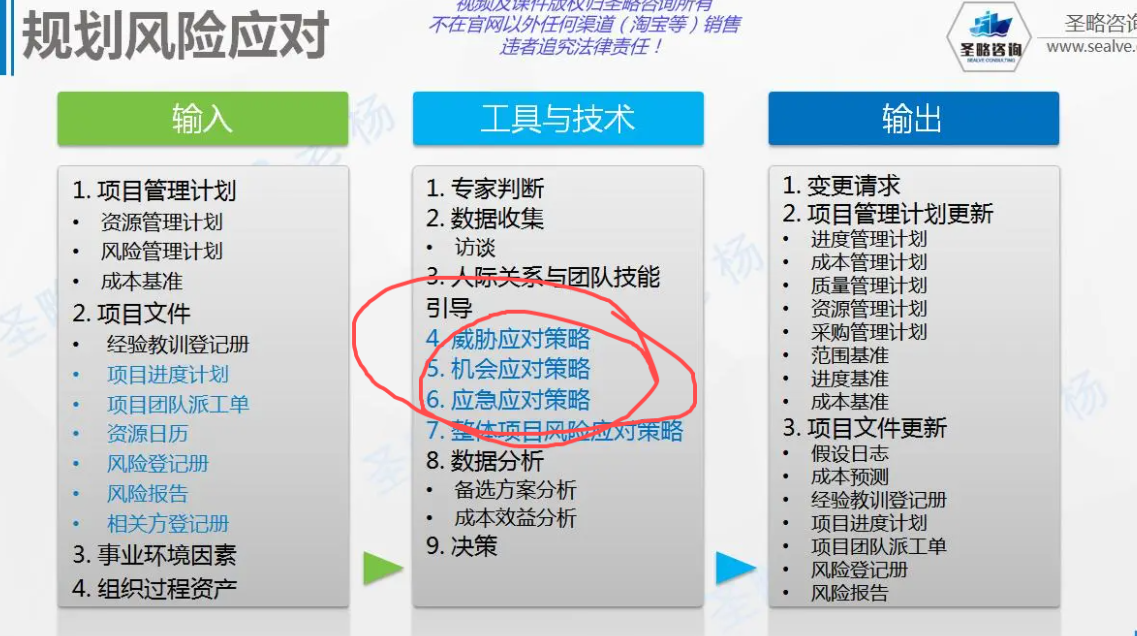 规划风险应对
视频及课件版权归圣略咨询所有
不在官网以外任何渠道（淘宝等）销售
违者追究法律责任！
圣略咨询
SEALVE CONSULTING
圣略咨
www.sealve.
输入
1. 项目管理计划
• 资源管理计划
• 风险管理计划
• 成本基准
2. 项目文件
• 经验教训登记册
• 项目进度计划
• 项目团队派工单
• 资源日历
• 风险登记册
• 风险报告
• 相关方登记册
3. 事业环境因素
4. 组织过程资产
工具与技术
1. 专家判断
2. 数据收集
• 访谈
3. 人际关系与团队技能
引导
4. 威胁应对策略
5. 机会应对策略
6. 应急应对策略
7. 整体项目风险应对策略
8. 数据分析
• 备选方案分析
• 成本效益分析
9. 决策
输出
1. 变更请求
2. 项目管理计划更新
• 进度管理计划
• 成本管理计划
• 质量管理计划
• 资源管理计划
• 采购管理计划
• 范围基准
• 进度基准
• 成本基准
3. 项目文件更新
• 假设日志
• 成本预测
• 经验教训登记册
• 项目进度计划
• 项目团队派工单
• 风险登记册
• 风险报告